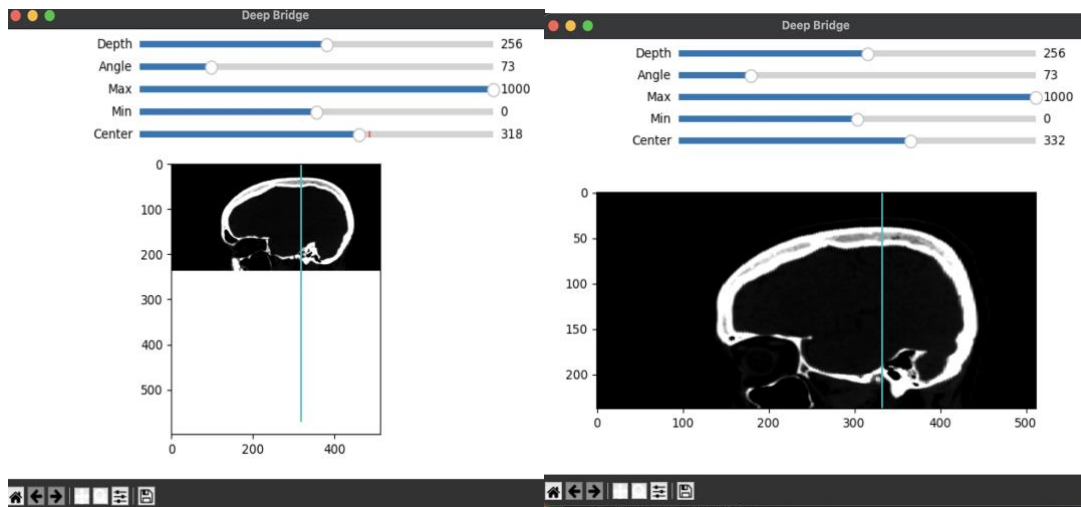 Deep Bridge
Depth 256
Angle 73
Max 1000
Min 0
Center 318
0
100
200
300
400
500
0 200 400
Deep Bridge
Depth 256
Angle 73
Max 1000
Min 0
Center 332
0
50
100
150
200
0 100 200 300 400 500